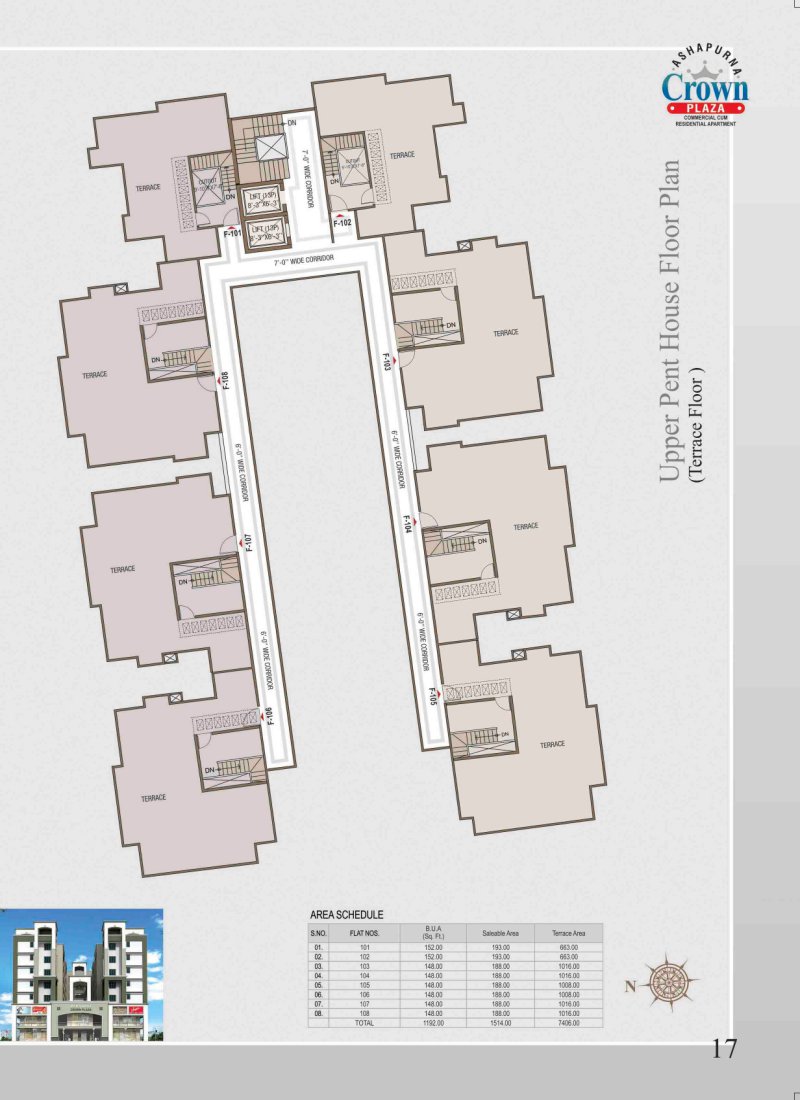 ASHAPURNA
Crown
PLAZA
COMMERCIAL CUM
RESIDENTIAL APARTMENT
Upper Pent House Floor Plan
(Terrace Floor )
DN
TERRACE
CUTOUT
DN
LIFT (13P)
8'-3"X6'-3"
LIFT (13P)
8'-3"X6'-3"
7'-0" WIDE CORRIDOR
CUTOUT
DN
TERRACE
F-101
F-102
7'-0" WIDE CORRIDOR
TERRACE
DN
F-108
F-103
DN
TERRACE
6'-0" WIDE CORRIDOR
6'-0" WIDE CORRIDOR
TERRACE
DN
F-107
F-104
DN
TERRACE
6'-0" WIDE CORRIDOR
6'-0" WIDE CORRIDOR
TERRACE
DN
F-106
F-105
DN
TERRACE
AREA SCHEDULE
S.NO. FLAT NOS. B.U.A (Sq. Ft.) Saleable Area Terrace Area
01. 101 152.00 193.00 663.00
02. 102 152.00 193.00 663.00
03. 103 148.00 188.00 1016.00
04. 104 148.00 188.00 1016.00
05. 105 148.00 188.00 1008.00
06. 106 148.00 188.00 1008.00
07. 107 148.00 188.00 1016.00
08. 108 148.00 188.00 1016.00
TOTAL 1192.00 1514.00 7406.00
N
CROWN PLAZA
17